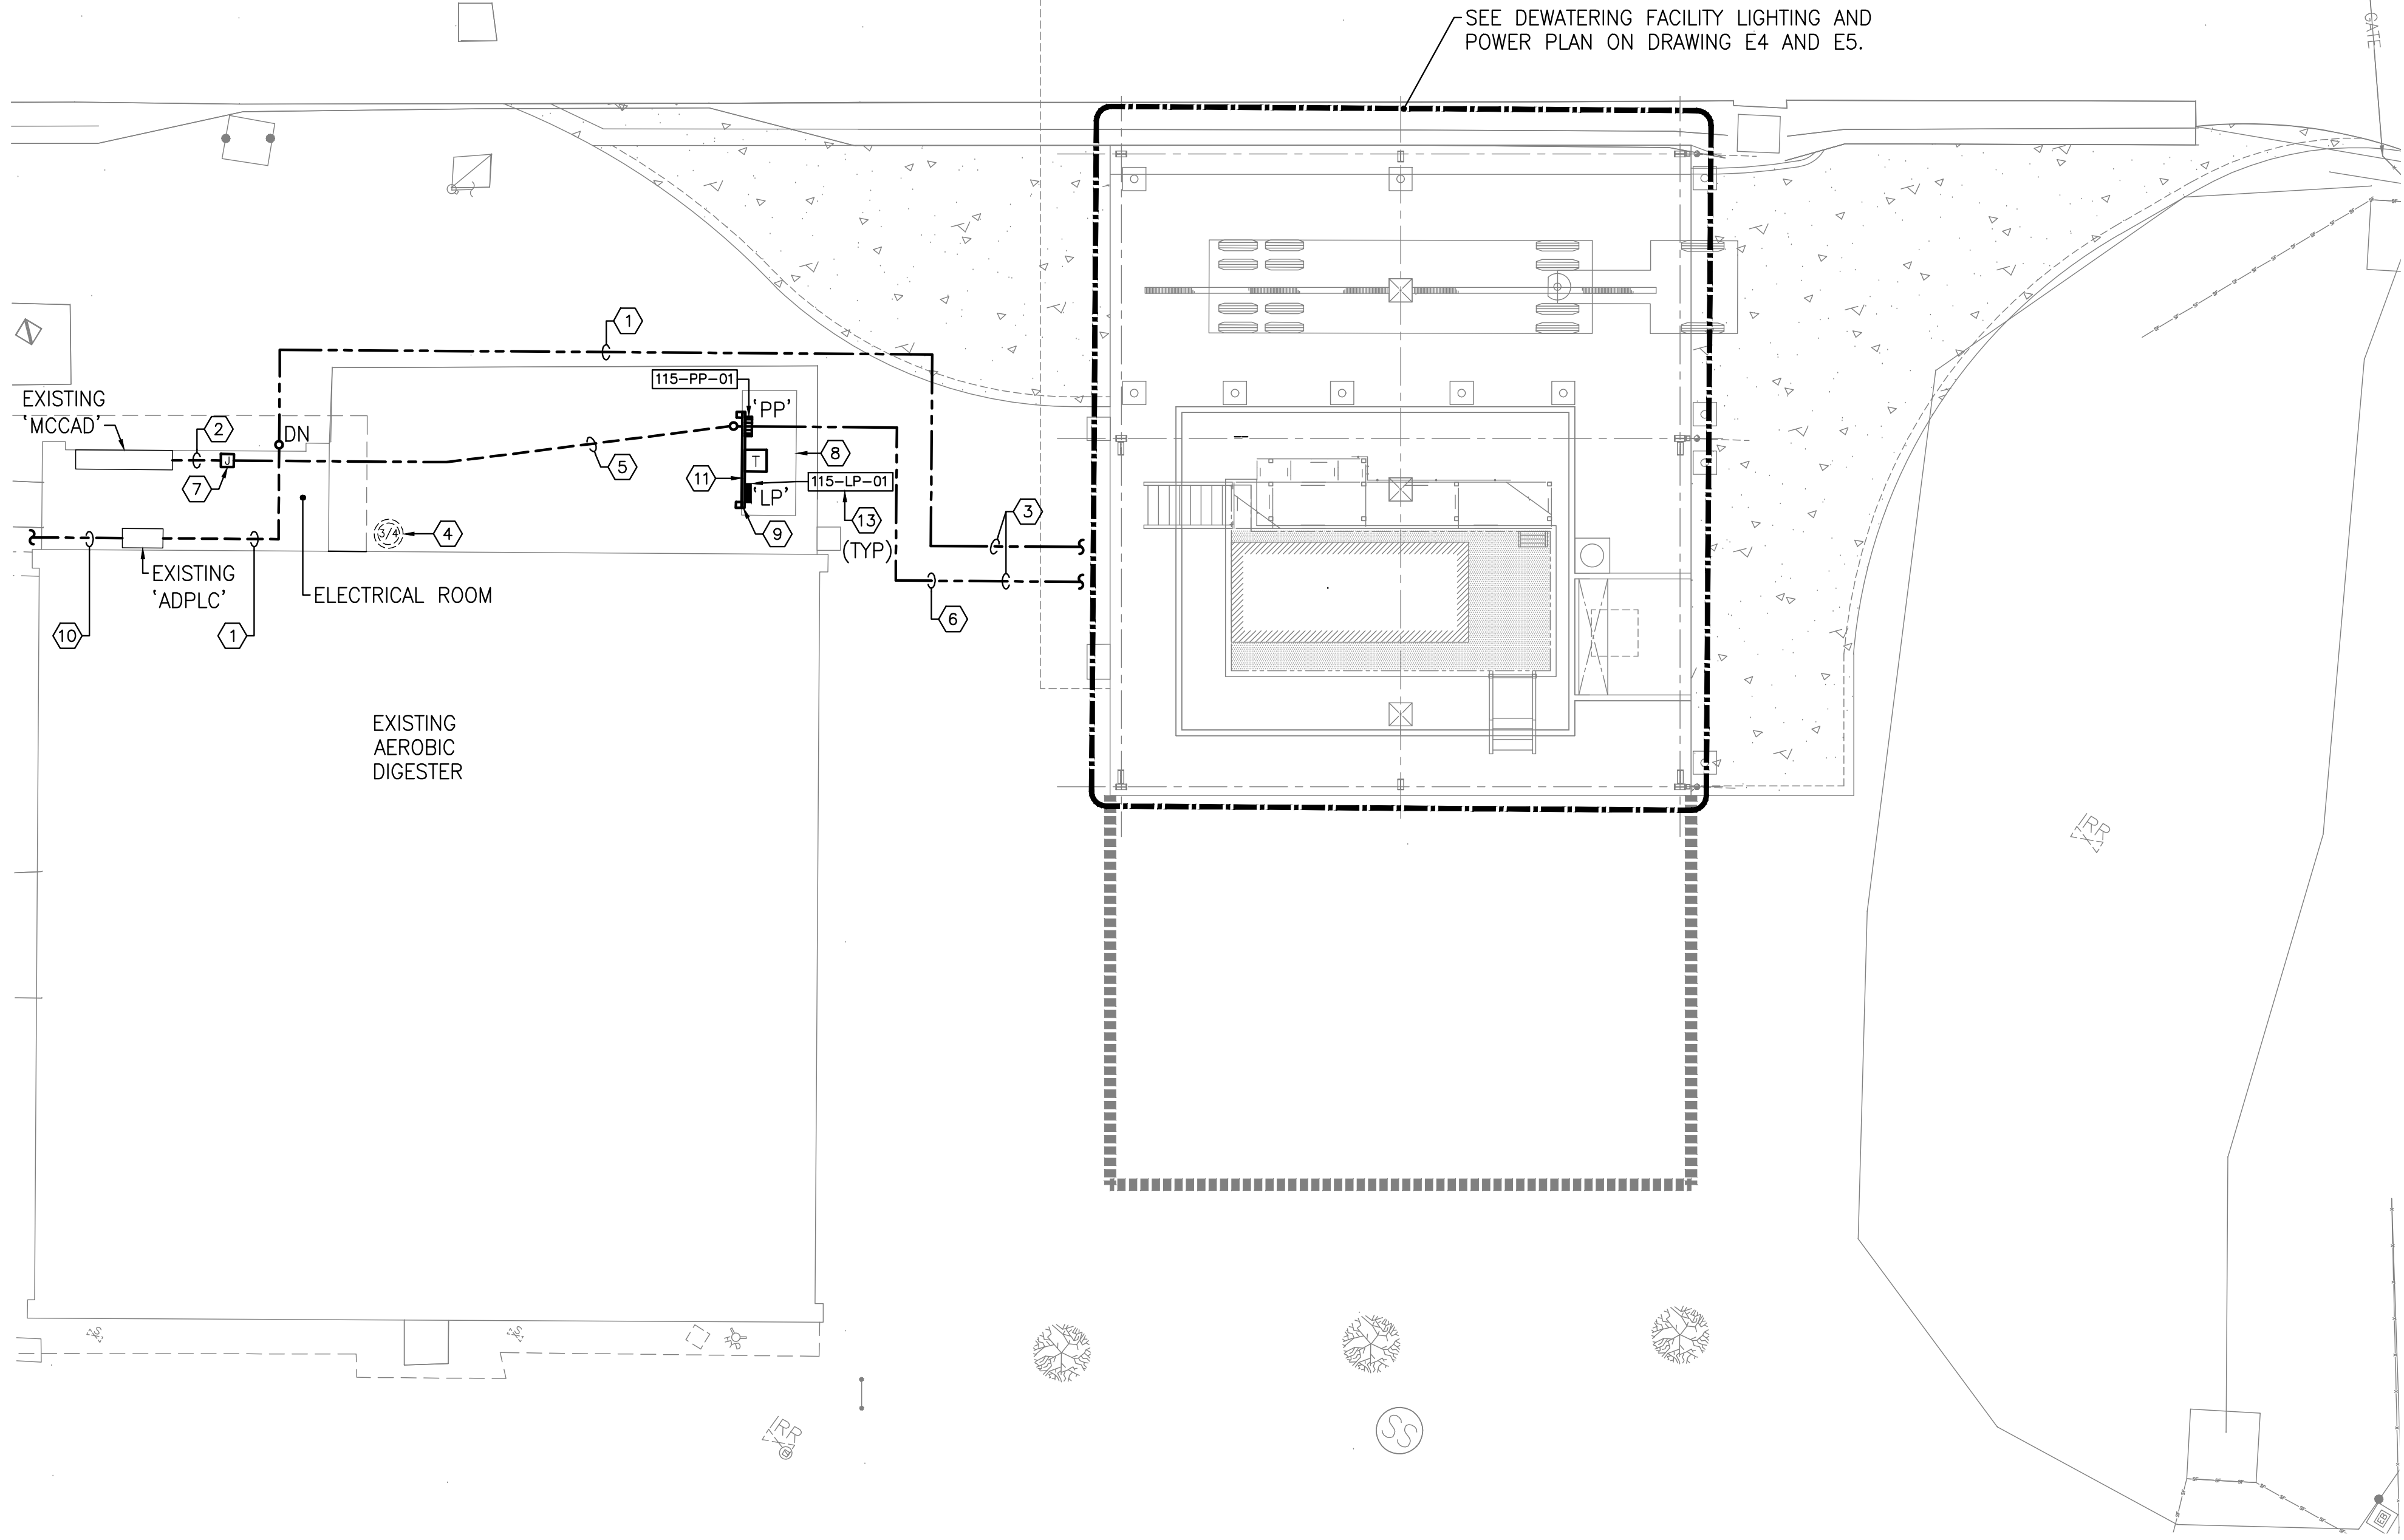 SEE DEWATERING FACILITY LIGHTING AND
POWER PLAN ON DRAWING E4 AND E5.
GATE
1
115-PP-01
'PP'
EXISTING
'MCCAD'
2
DN
J
7
5
T
8
11
115-LP-01
'LP'
13
(TYP)
9
3
3/4
4
10
EXISTING
'ADPLC'
1
ELECTRICAL ROOM
6
EXISTING
AEROBIC
DIGESTER
IRR
IRR
SS